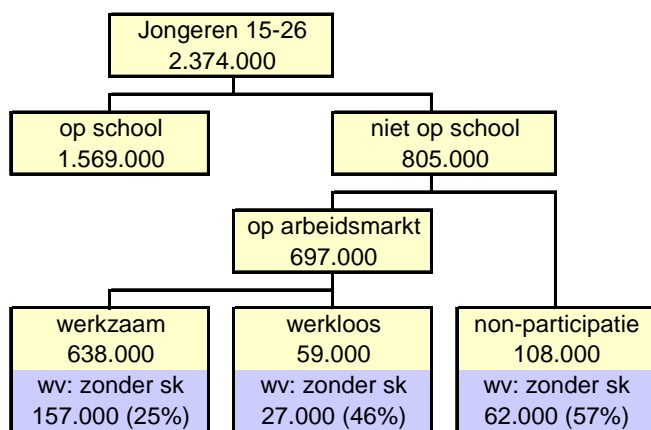 Jongeren 15-26
2.374.000
op school
1.569.000
niet op school
805.000
op arbeidsmarkt
697.000
werkzaam
638.000
wv: zonder sk
157.000 (25%)
werkloos
59.000
wv: zonder sk
27.000 (46%)
non-participatie
108.000
wv: zonder sk
62.000 (57%)